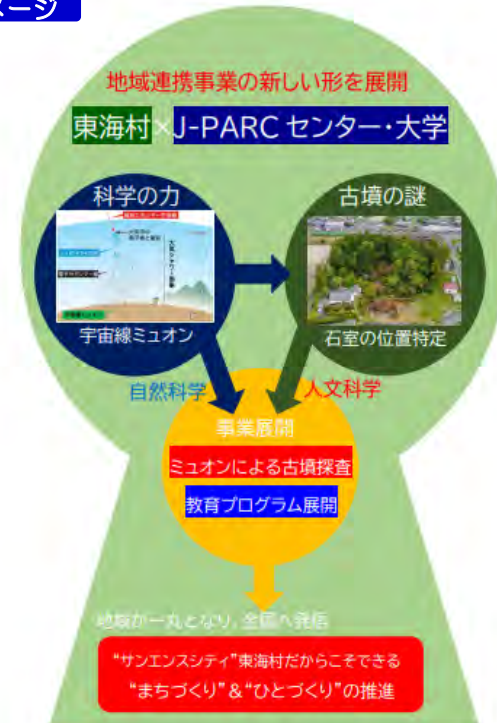 メージ
地域連携事業の新しい形を展開
東海村×J-PARC センター・大学
科学の力
古墳の謎
宇宙線ミュオン
石室の位置特定
自然科学
人文科学
事業展開
ミュオンによる古墳探査
教育プログラム展開
地域が一丸となり，全国へ発信
“サンエンスシティ”東海村だからこそできる
“まちづくり”＆“ひとづくり”の推進